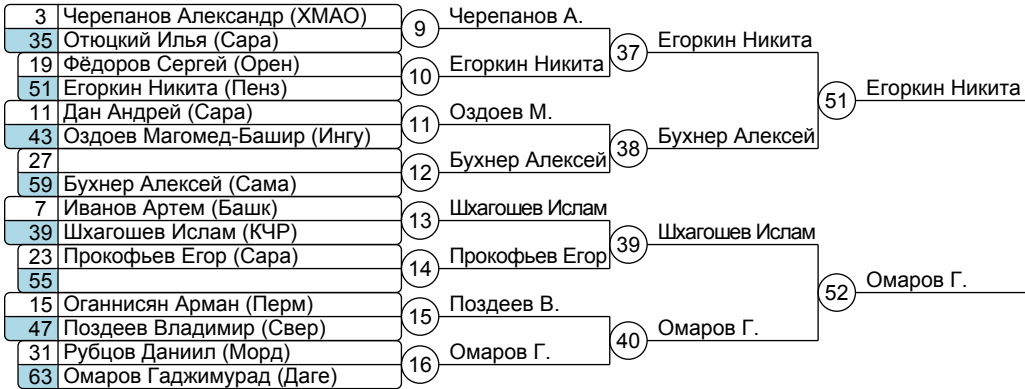 3 Черепанов Александр (ХМАО)
35 Отюцкий Илья (Сара)
19 Фёдоров Сергей (Орен)
51 Егоркин Никита (Пенз)
11 Дан Андрей (Сара)
43 Оздоев Магомед-Башир (Ингу)
27
59 Бухнер Алексей (Сама)
7 Иванов Артем (Башк)
39 Шхагошев Ислам (КЧР)
23 Прокофьев Егор (Сара)
55
15 Оганнисян Арман (Перм)
47 Поздеев Владимир (Свер)
31 Рубцов Даниил (Морд)
63 Омаров Гаджимурад (Даге)
9 Черепанов А.
10 Егоркин Никита
11 Оздоев М.
12 Бухнер Алексей
13 Шхагошев Ислам
14 Прокофьев Егор
15 Поздеев В.
16 Омаров Г.
37 Егоркин Никита
38 Бухнер Алексей
39 Шхагошев Ислам
40 Омаров Г.
51 Егоркин Никита
52 Омаров Г.